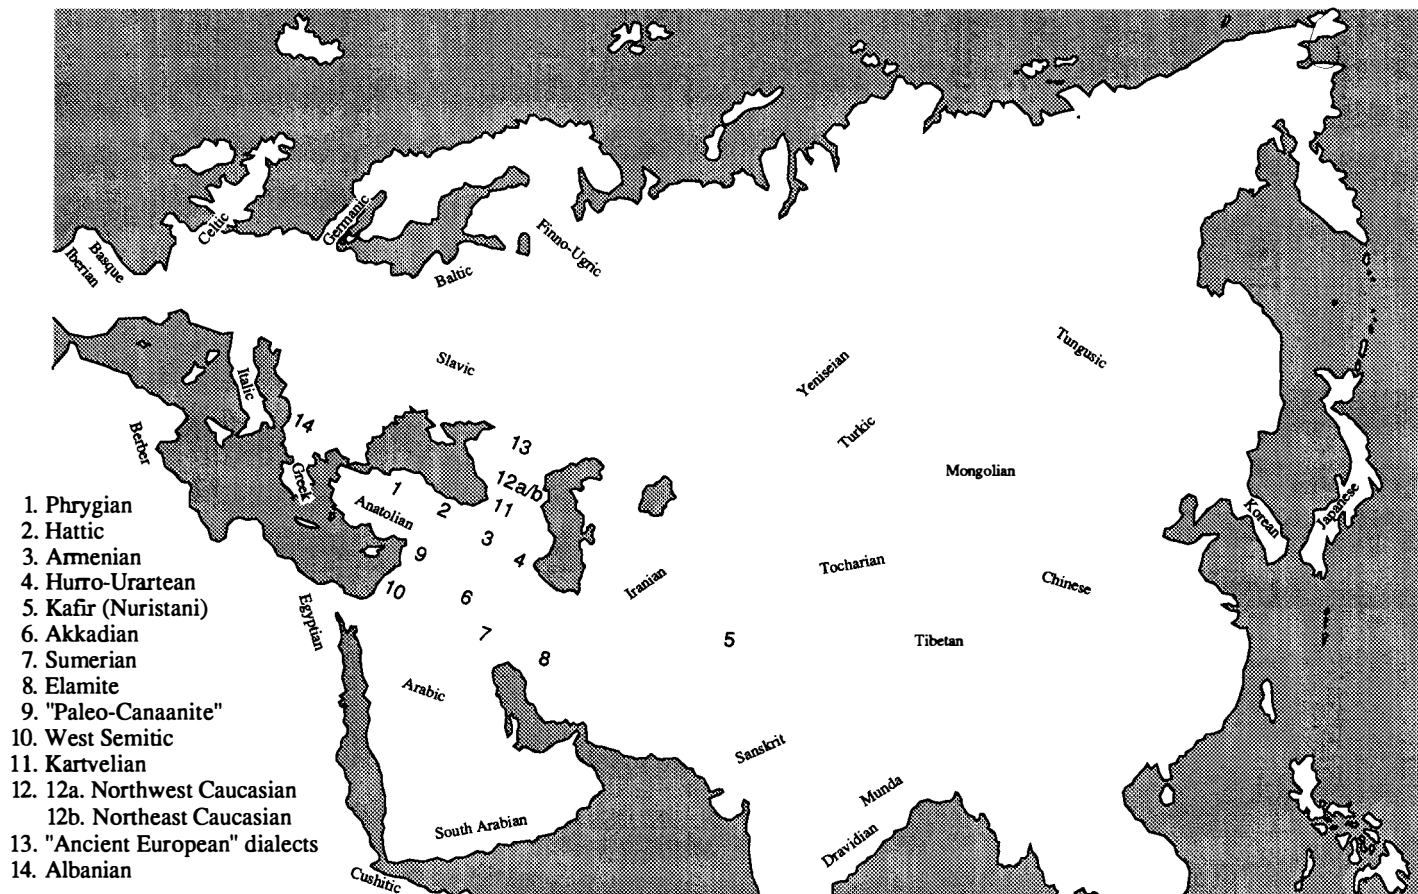 Celtic
Germanic
Basque
Iberian
Finno-Ugric
Baltic
Slavic
Yeniseian
Tungusic
Italic
14
Berber
13
Turkic
Mongolian
Greek
1
Anatolian
2
12a/b
11
3
4
9
10
6
7
8
5
Korean
Japanese
Iranian
Tocharian
Chinese
Tibetan
Egyptian
Arabic
Sanskrit
Munda
Dravidian
South Arabian
Cushitic
1. Phrygian
2. Hattic
3. Armenian
4. Hurro-Urartean
5. Kafir (Nuristani)
6. Akkadian
7. Sumerian
8. Elamite
9. "Paleo-Canaanite"
10. West Semitic
11. Kartvelian
12. 12a. Northwest Caucasian
12b. Northeast Caucasian
13. "Ancient European" dialects
14. Albanian